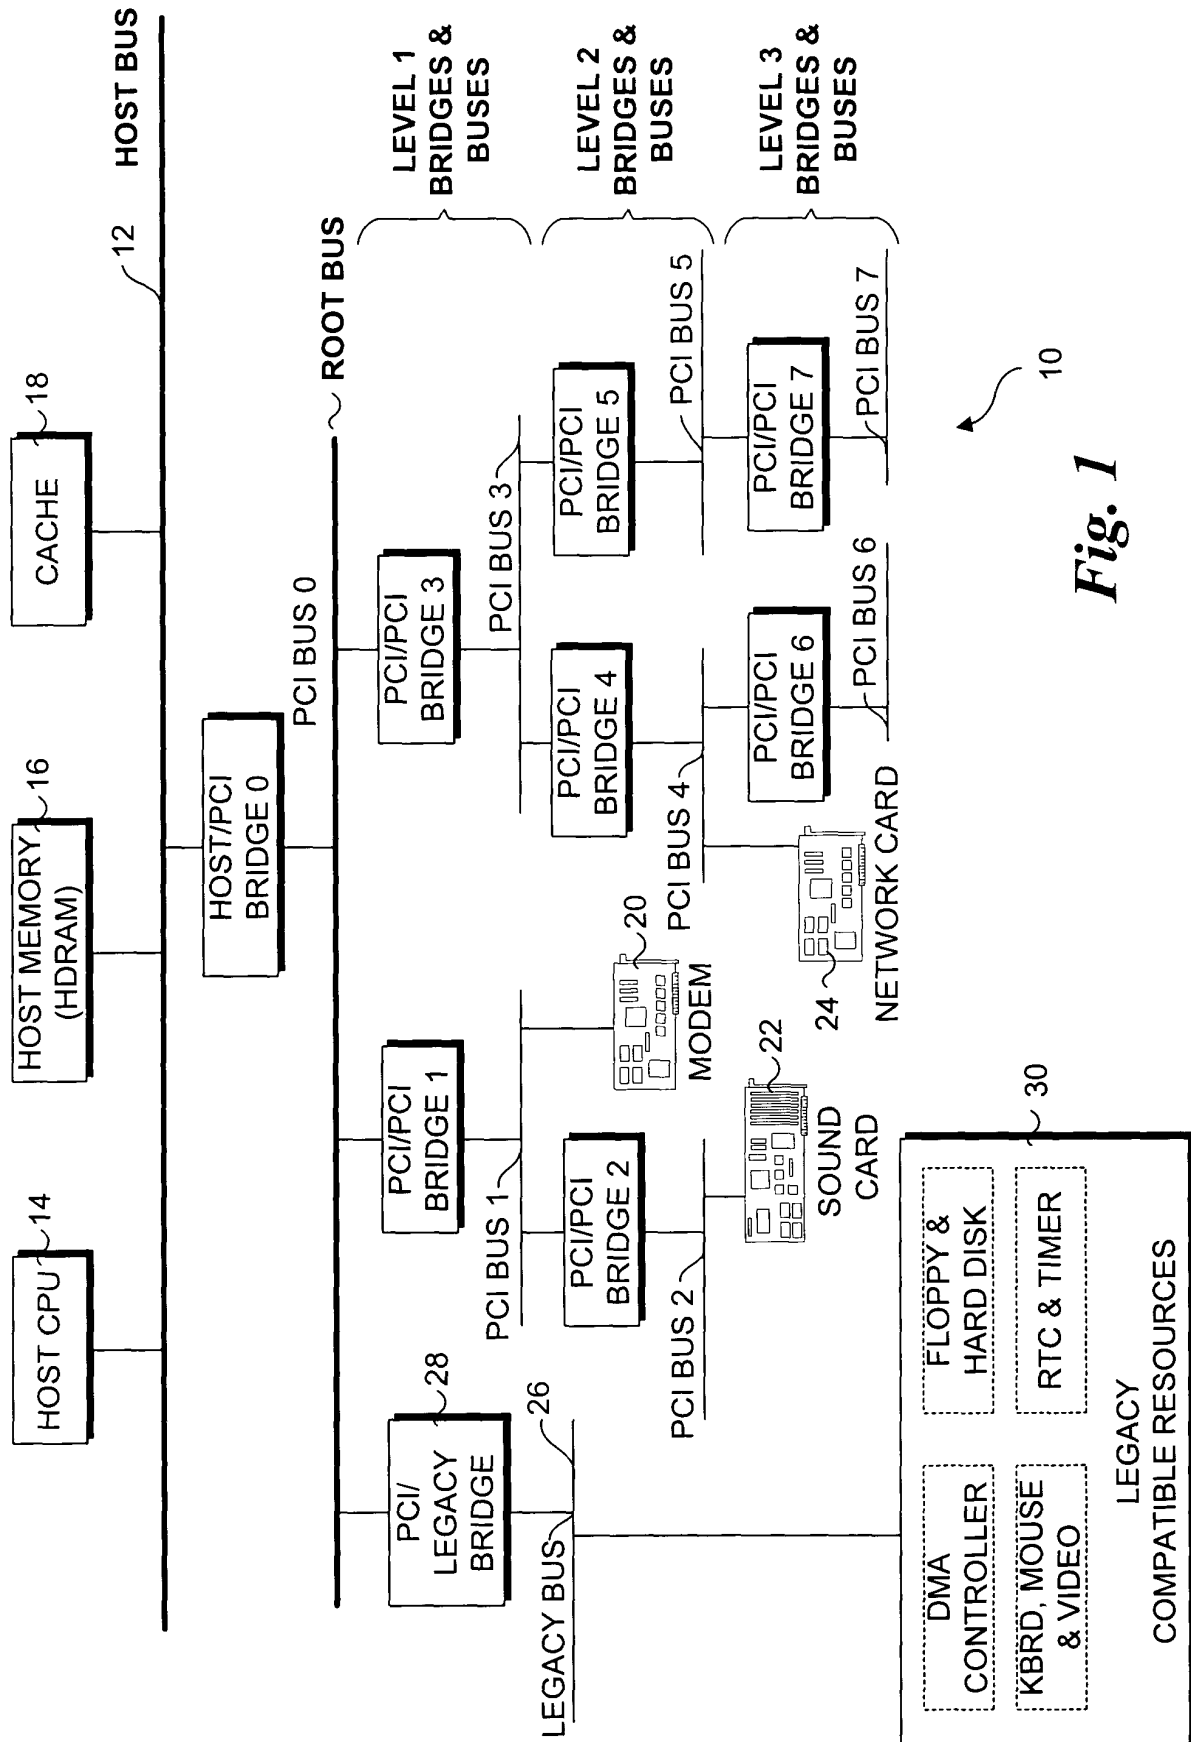 HOST BUS
12
CACHE
18
HOST MEMORY
(HDRAM)
16
HOST CPU
14
HOST/PCI
BRIDGE 0
PCI BUS 0
ROOT BUS
LEVEL 1
BRIDGES &
BUSES
PCI/
LEGACY
BRIDGE
28
PCI/PCI
BRIDGE 1
PCI/PCI
BRIDGE 3
LEGACY BUS
26
PCI BUS 1
PCI BUS 3
LEVEL 2
BRIDGES &
BUSES
PCI/PCI
BRIDGE 2
MODEM
20
PCI/PCI
BRIDGE 4
PCI/PCI
BRIDGE 5
PCI BUS 2
PCI BUS 4
PCI BUS 5
LEVEL 3
BRIDGES &
BUSES
SOUND
CARD
22
24
NETWORK CARD
PCI/PCI
BRIDGE 6
PCI/PCI
BRIDGE 7
PCI BUS 6
PCI BUS 7
DMA
CONTROLLER
FLOPPY &
HARD DISK
KBRD, MOUSE
& VIDEO
RTC & TIMER
LEGACY
COMPATIBLE RESOURCES
30
10
Fig. 1